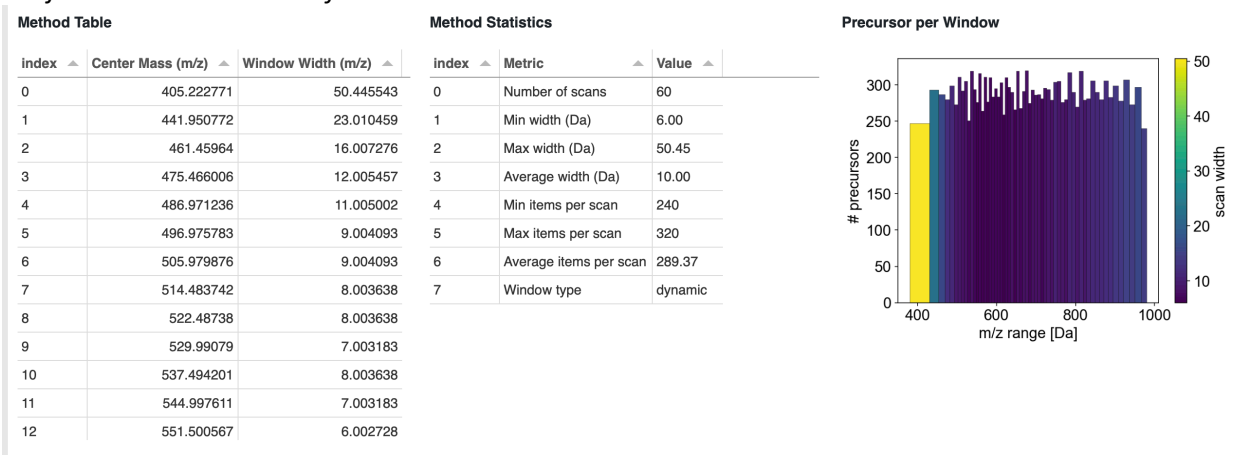 Method Table
index Center Mass (m/z) Window Width (m/z)
0 405.222771 50.445543
1 441.950772 23.010459
2 461.45964 16.007276
3 475.466006 12.005457
4 486.971236 11.005002
5 496.975783 9.004093
6 505.979876 9.004093
7 514.483742 8.003638
8 522.48738 8.003638
9 529.99079 7.003183
10 537.494201 8.003638
11 544.997611 7.003183
12 551.500567 6.002728
Method Statistics
index Metric Value
0 Number of scans 60
1 Min width (Da) 6.00
2 Max width (Da) 50.45
3 Average width (Da) 10.00
4 Min items per scan 240
5 Max items per scan 320
6 Average items per scan 289.37
7 Window type dynamic
Precursor per Window
# precursors
300
250
200
150
100
50
0
400 600 800 1000
m/z range [Da]
50
40
30
20
10
scan width